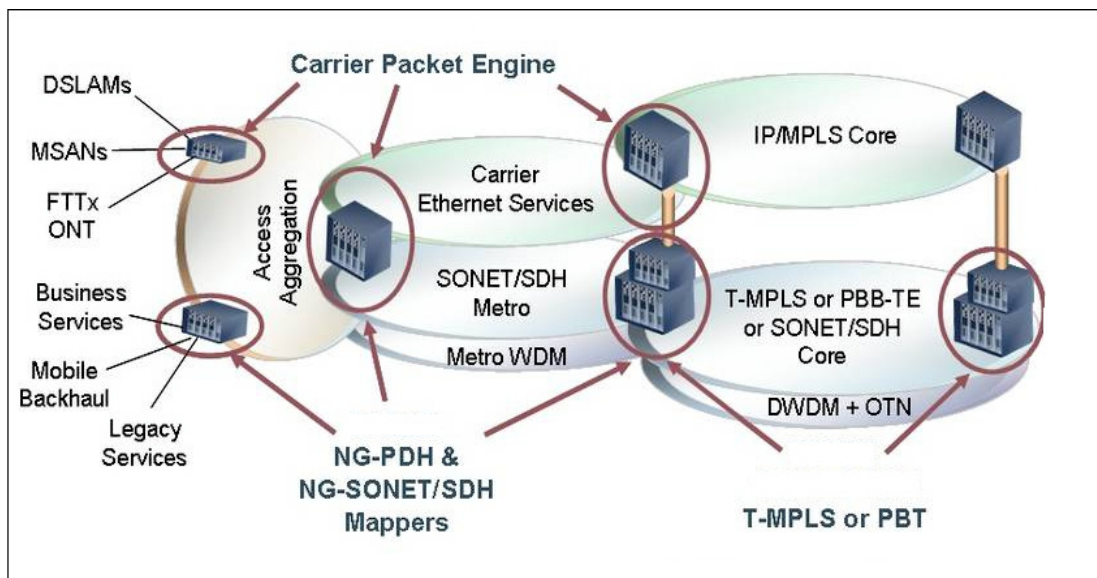 Carrier Packet Engine
DSLAMs
MSANs
FTTx
ONT
Business
Services
Mobile
Backhaul
Legacy
Services
Access
Aggregation
Carrier
Ethernet Services
SONET/SDH
Metro
Metro WDM
IP/MPLS Core
T-MPLS or PBB-TE
or SONET/SDH
Core
DWDM + OTN
NG-PDH &
NG-SONET/SDH
Mappers
T-MPLS or PBT